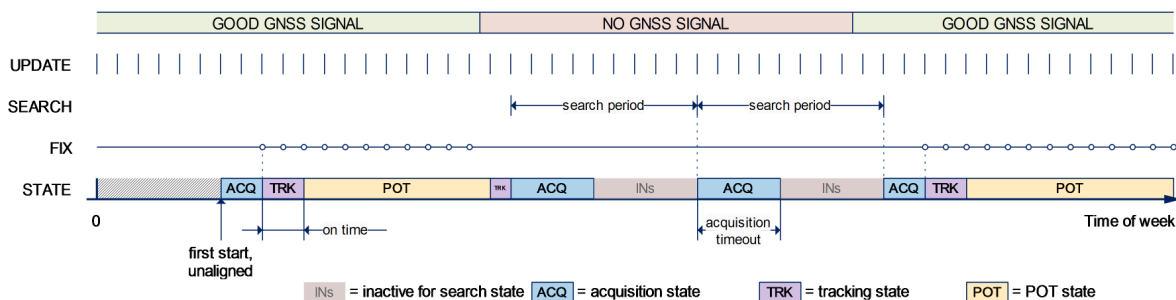 GOOD GNSS SIGNAL NO GNSS SIGNAL GOOD GNSS SIGNAL
UPDATE
SEARCH search period search period
FIX
STATE ACQ TRK POT TRK ACQ INs ACQ INs ACQ TRK POT
0 Time of week
on time
acquisition
timeout
first start,
unaligned
INs = inactive for search state ACQ = acquisition state TRK = tracking state POT = POT state